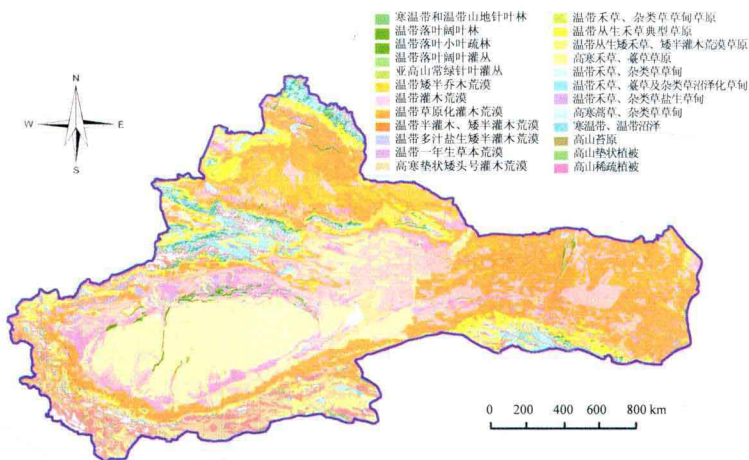 寒温带和温带山地针叶林
温带落叶阔叶林
温带落叶小叶疏林
温带落叶阔叶灌丛
亚高山常绿针叶灌丛
温带矮半乔木荒漠
温带灌木荒漠
温带草原化灌木荒漠
温带半灌木、矮半灌木荒漠
温带多汁盐生矮半灌木荒漠
温带一年生草本荒漠
高寒垫状矮头号灌木荒漠
温带禾草、杂类草草甸草原
温带丛生禾草典型草原
温带丛生矮禾草、矮半灌木荒漠草原
高寒禾草、薹草草原
温带禾草、杂类草草甸
温带禾草、薹草及杂类草沼泽化草甸
温带禾草、杂类草盐生草甸
高寒蒿草、杂类草草甸
寒温带、温带沼泽
高山苔原
高山垫状植被
高山稀疏植被
N
W
E
S
0 200 400 600 800 km